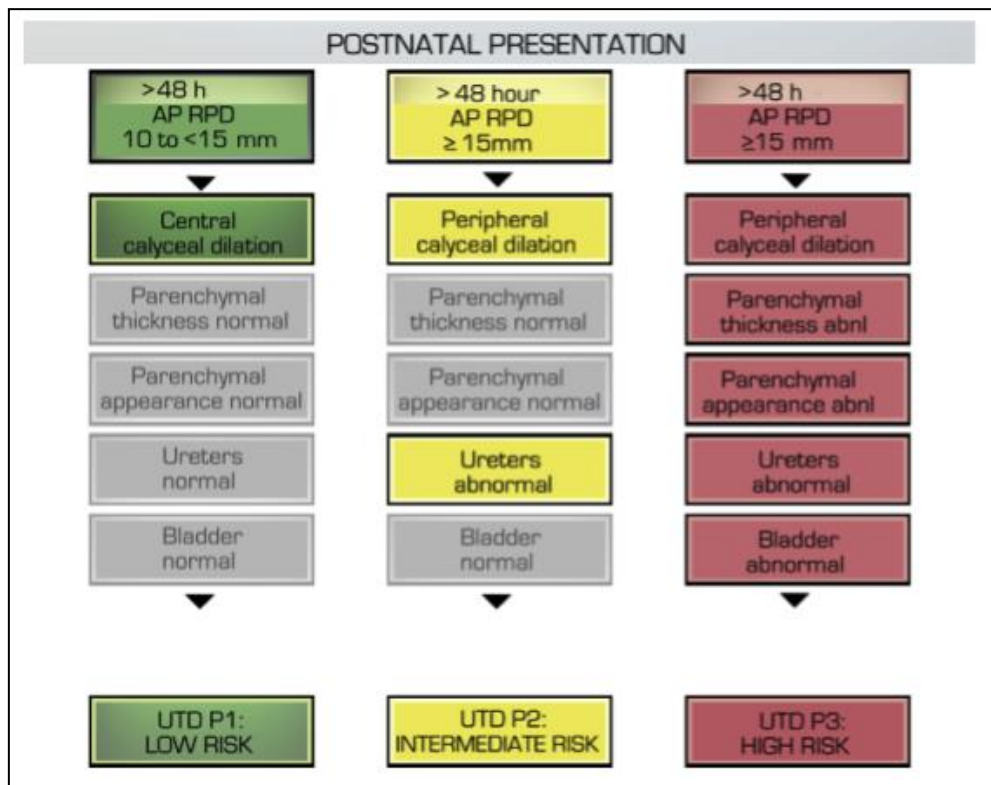 POSTNATAL PRESENTATION
>48 h
AP RPD
10 to <15 mm
Central
calyceal dilation
Parenchymal
thickness normal
Parenchymal
appearance normal
Ureters
normal
Bladder
normal
UTD P1:
LOW RISK
> 48 hour
AP RPD
≥ 15mm
Peripheral
calyceal dilation
Parenchymal
thickness normal
Parenchymal
appearance normal
Ureters
abnormal
Bladder
normal
UTD P2:
INTERMEDIATE RISK
>48 h
AP RPD
≥15 mm
Peripheral
calyceal dilation
Parenchymal
thickness abnl
Parenchymal
appearance abnl
Ureters
abnormal
Bladder
abnormal
UTD P3:
HIGH RISK